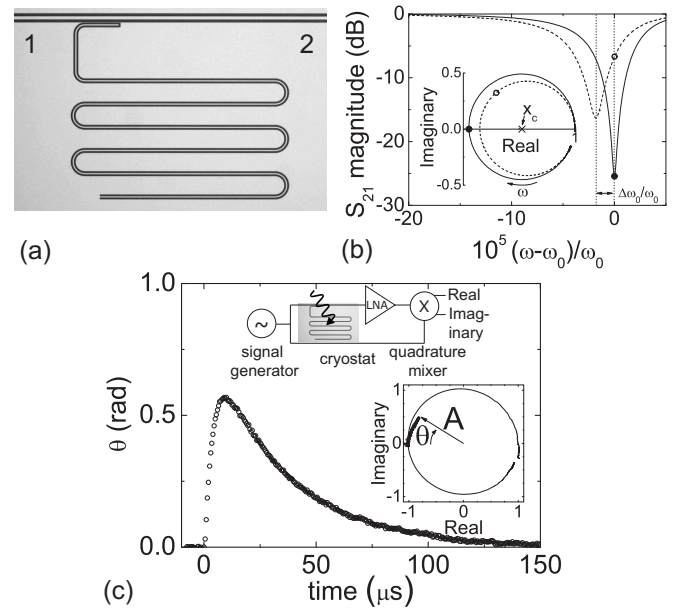 1
2
(a)
S21 magnitude (dB)
0
-10
-20
-30
Imaginary
0.5
0.0
-0.5
Xc
Real
ω
Δω0/ω0
-20
-10
0
10^5 (ω-ω0)/ω0
(b)
θ (rad)
1.0
0.5
0.0
~
signal
generator
cryostat
LNA
X
Real
Imag-
inary
quadrature
mixer
Imaginary
1
0
-1
A
θ
-1
0
1
Real
0
50
100
150
time (μs)
(c)